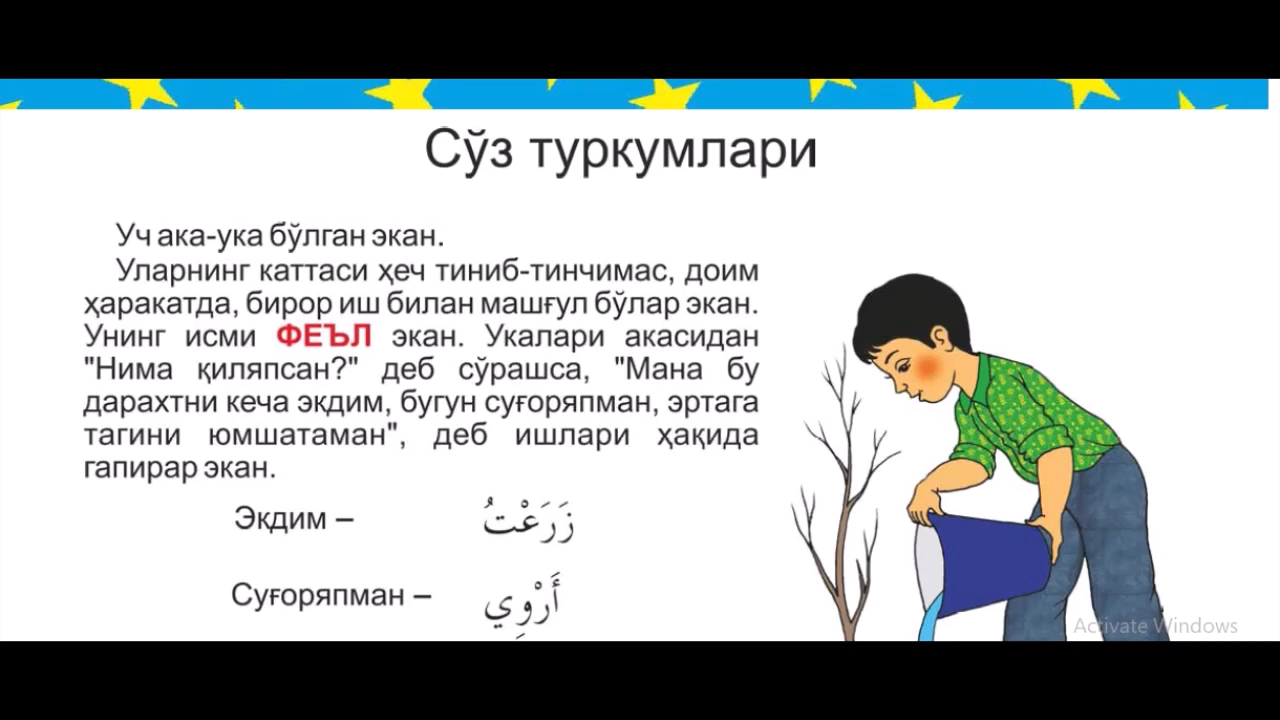 Сўз туркумлари
Уч ака-ука бўлган экан.
Уларнинг каттаси ҳеч тиниб-тинчимас, доим
ҳаракатда, бирор иш билан машғул бўлар экан.
Унинг исми ФЕЪЛ экан. Укалари акасидан
"Нима қиляпсан?" деб сўрашса, "Мана бу
дарахтни кеча экдим, бугун суғоряпман, эртага
тагини юмшатаман", деб ишлари ҳақида
гапирар экан.
Экдим – زَرَعْتُ
Суғоряпман – أَرْوِي
Activate Windows